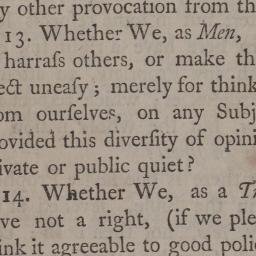 y other provocation from th
13. Whether We, as Men,
harraſs others, or make th
ect uneaſy; merely for think
om ourſelves, on any Subj
ovided this diverſity of opini
ivate or public quiet?
14. Whether We, as a T
ve not a right, (if we ple
ink it agreeable to good poli